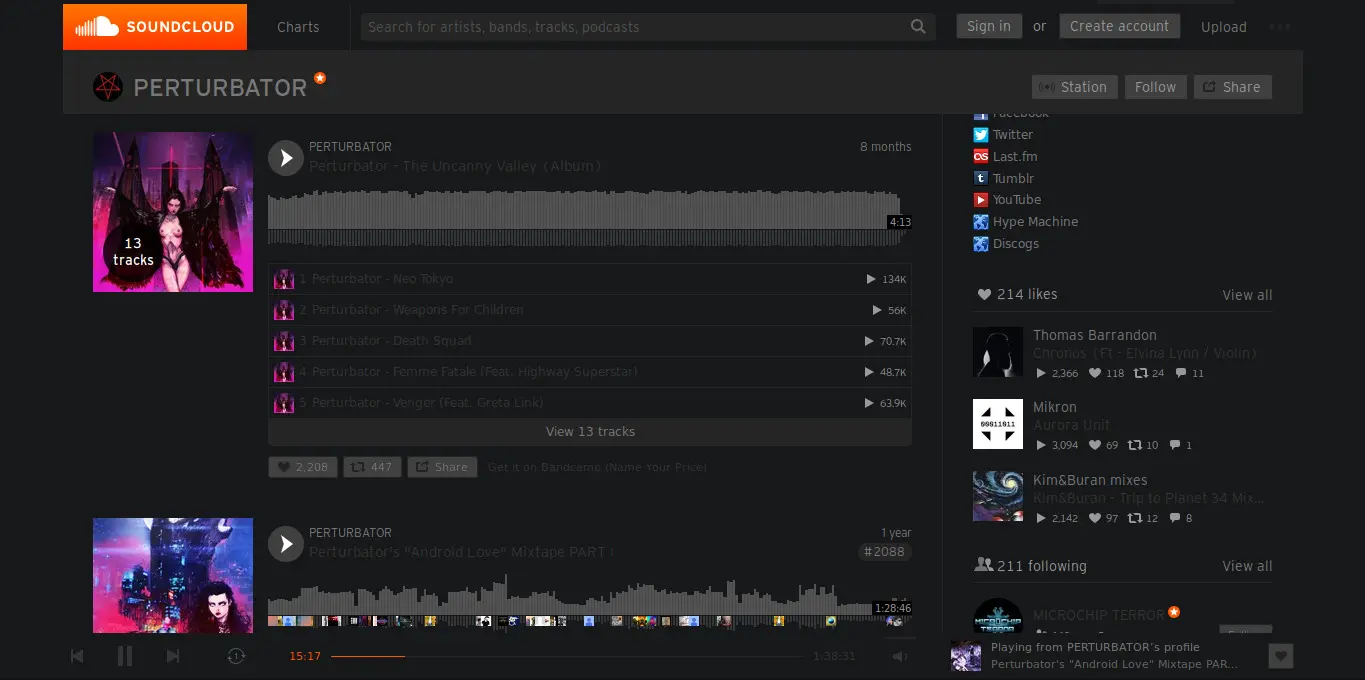 SOUNDCLOUD
Charts
Search for artists, bands, tracks, podcasts
Sign in or Create account
Upload
PERTURBATOR
Station
Follow
Share
13
tracks
PERTURBATOR
8 months
Perturbator - The Uncanny Valley (Album)
4:13
1 Perturbator - Neo Tokyo 134K
2 Perturbator - Weapons For Children 56K
3 Perturbator - Death Squad 70.7K
4 Perturbator - Femme Fatale (Feat. Highway Superstar) 48.7K
5 Perturbator - Venger (Feat. Greta Link) 63.9K
View 13 tracks
2,208
447
Share
Get it on Bandcamp (Name Your Price)
PERTURBATOR
1 year
Perturbator's "Android Love" Mixtape PART I
#2088
1:28:46
Facebook
Twitter
Last.fm
Tumblr
YouTube
Hype Machine
Discogs
214 likes
View all
Thomas Barrandon
Chronos (Ft - Elvina Lynn / Violin)
2,366 118 24 11
00011011
Mikron
Aurora Unit
3,094 69 10 1
Kim&Buran mixes
Kim&Buran - Trip to Planet 34 Mix...
2,142 97 12 8
211 following
View all
MICROCHIP
TERROR
MICROCHIP TERROR
1
15:17
1:38:31
Playing from PERTURBATOR's profile
Perturbator's "Android Love" Mixtape PAR...